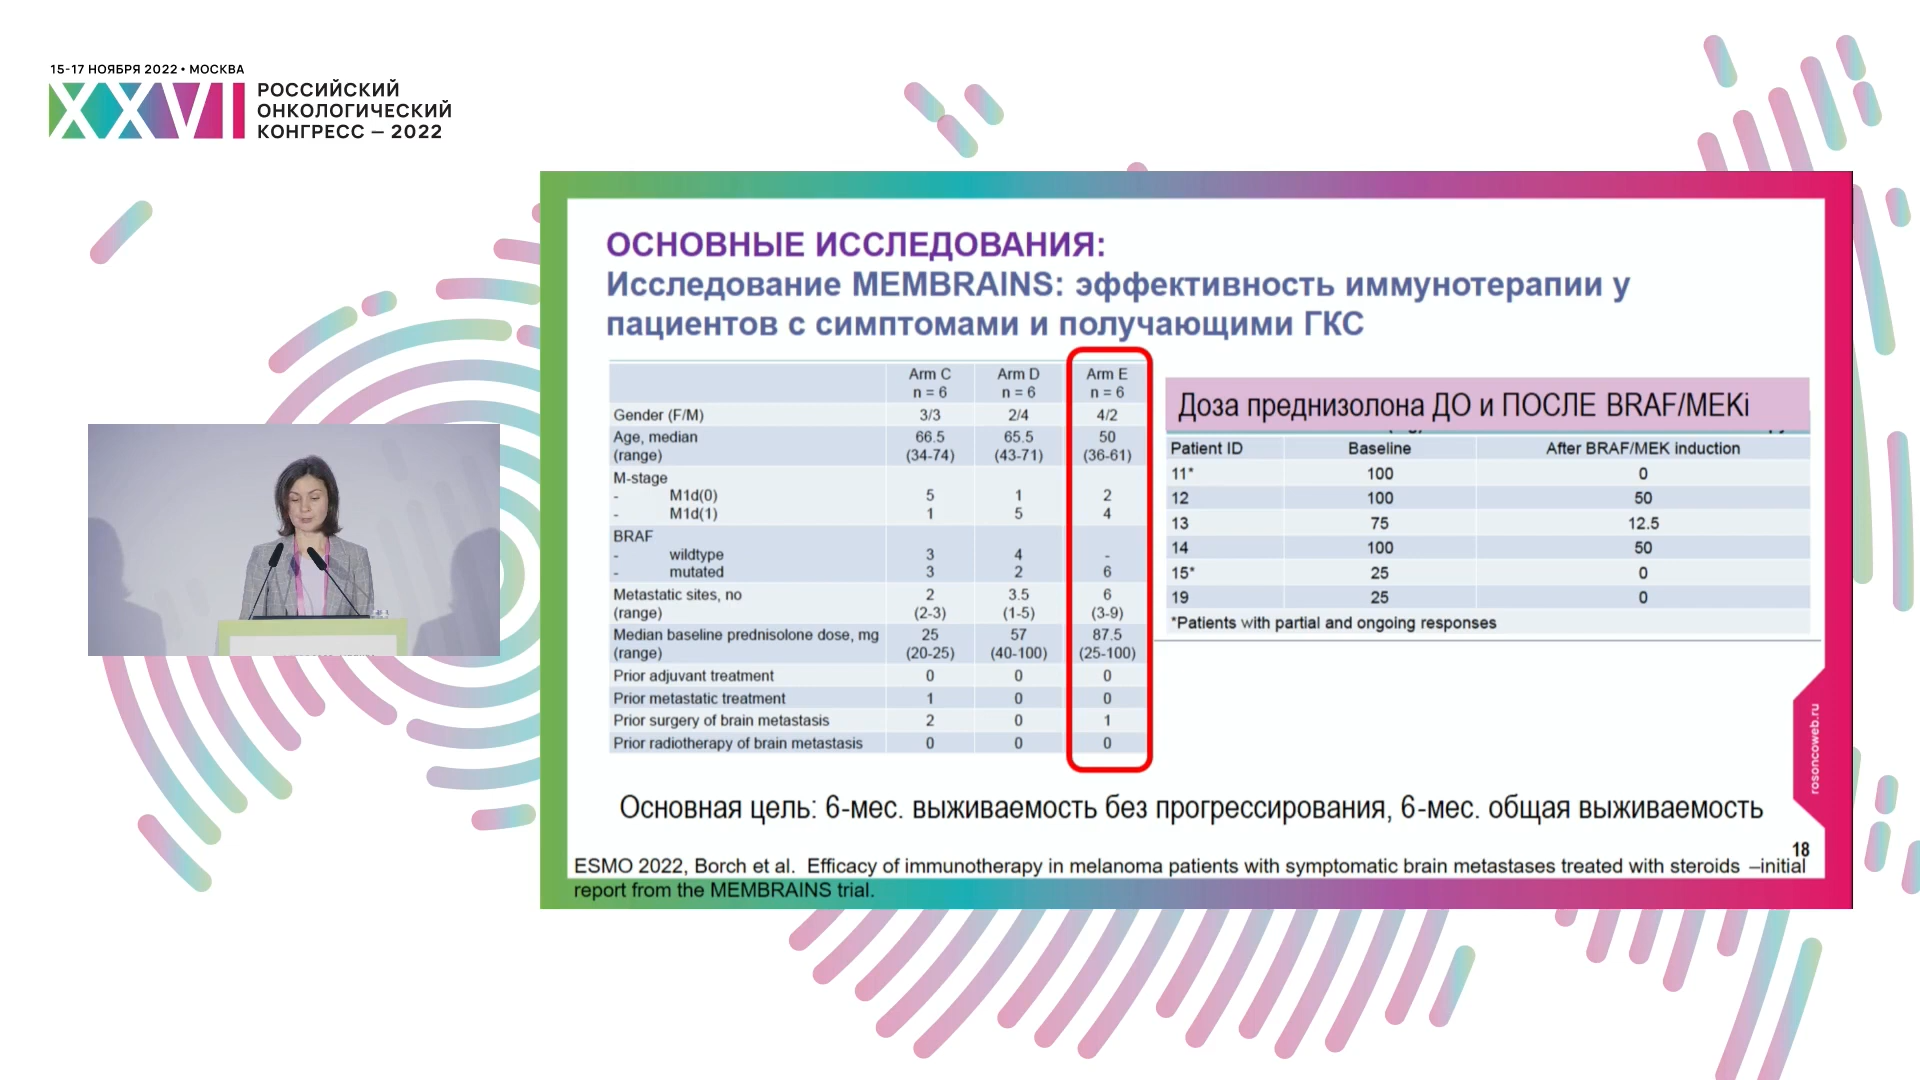 15-17 НОЯБРЯ 2022 • МОСКВА
XXVI
РОССИЙСКИЙ
ОНКОЛОГИЧЕСКИЙ
КОНГРЕСС – 2022
ОСНОВНЫЕ ИССЛЕДОВАНИЯ:
Исследование MEMBRAINS: эффективность иммунотерапии у
пациентов с симптомами и получающими ГКС
Arm C Arm D Arm E
n = 6 n = 6 n = 6
Gender (F/M) 3/3 2/4 4/2
Age, median 66.5 65.5 50
(range) (34-74) (43-71) (36-61)
M-stage
- M1d(0) 5 1 2
- M1d(1) 1 5 4
BRAF
- wildtype 3 4 -
- mutated 3 2 6
Metastatic sites, no 2 3.5 6
(range) (2-3) (1-5) (3-9)
Median baseline prednisolone dose, mg 25 57 87.5
(range) (20-25) (40-100) (25-100)
Prior adjuvant treatment 0 0 0
Prior metastatic treatment 1 0 0
Prior surgery of brain metastasis 2 0 1
Prior radiotherapy of brain metastasis 0 0 0
Доза преднизолона ДО и ПОСЛЕ BRAF/MEKi
Patient ID Baseline After BRAF/MEK induction
11* 100 0
12 100 50
13 75 12.5
14 100 50
15* 25 0
19 25 0
*Patients with partial and ongoing responses
rosoncoweb.ru
Основная цель: 6-мес. выживаемость без прогрессирования, 6-мес. общая выживаемость
18
ESMO 2022, Borch et al. Efficacy of immunotherapy in melanoma patients with symptomatic brain metastases treated with steroids –initial
report from the MEMBRAINS trial.